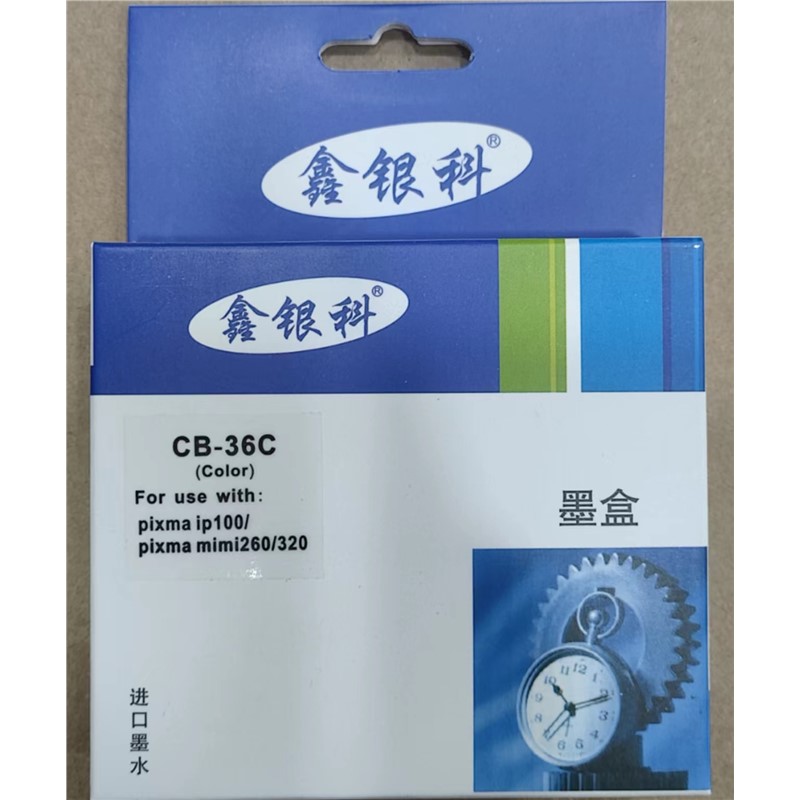 鑫银科®
鑫银科®
CB-36C
(Color)
For use with:
pixma ip100/
pixma mimi260/320
墨盒
进口墨水